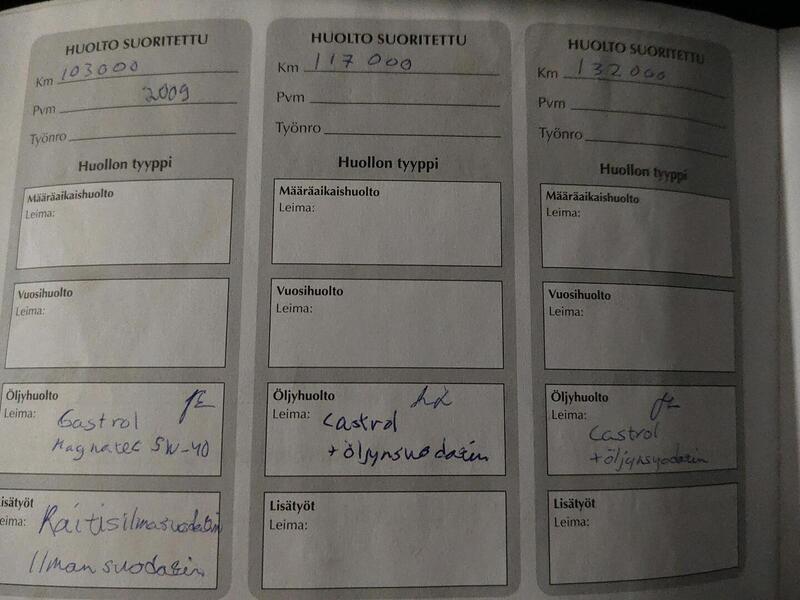 HUOLTO SUORITETTU
Km 103000
Pvm 2009
Työnro
Huollon tyyppi
Määräaikaishuolto
Leima:
Vuosihuolto
Leima:
Öljyhuolto
Leima: Castrol
Magnatec 5W-40
Lisätyöt
Leima: Raitisilmasuodatin
Ilmansuodatin
HUOLTO SUORITETTU
Km 117 000
Pvm
Työnro
Huollon tyyppi
Määräaikaishuolto
Leima:
Vuosihuolto
Leima:
Öljyhuolto
Leima: Castrol
+öljynsuodatin
Lisätyöt
Leima:
HUOLTO SUORITETTU
Km 132000
Pvm
Työnro
Huollon tyyppi
Määräaikaishuolto
Leima:
Vuosihuolto
Leima:
Öljyhuolto
Leima: Castrol
+öljynsuodatin
Lisätyöt
Leima: